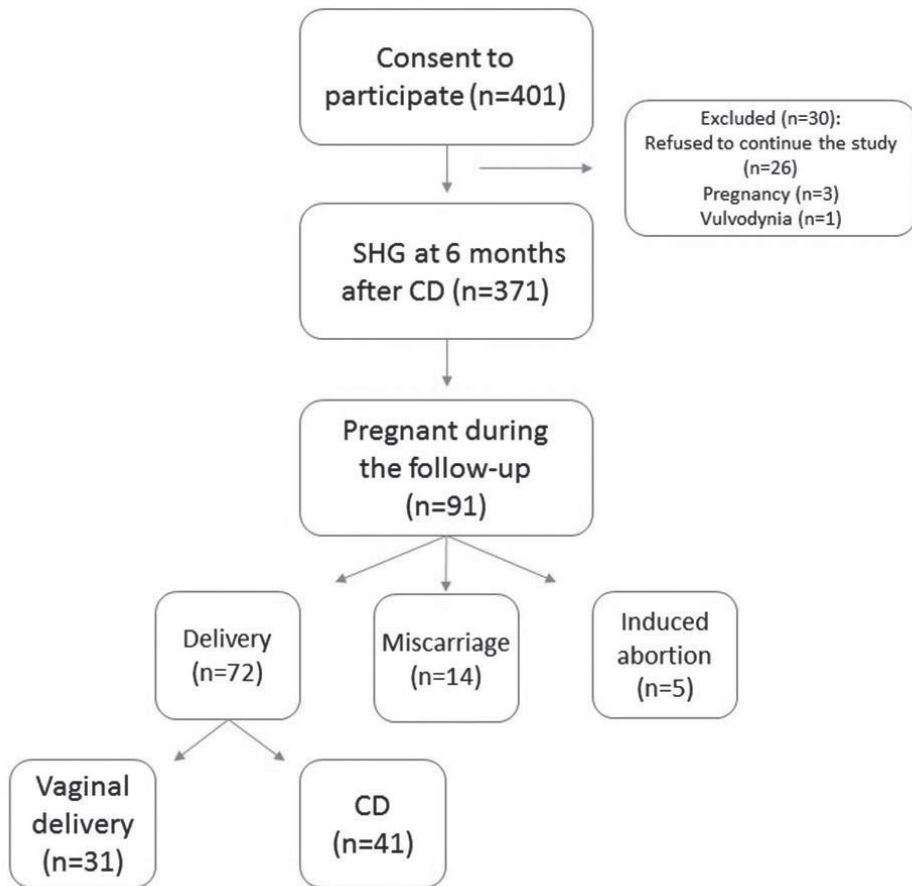 Consent to
participate (n=401)
Excluded (n=30):
Refused to continue the study
(n=26)
Pregnancy (n=3)
Vulvodynia (n=1)
SHG at 6 months
after CD (n=371)
Pregnant during
the follow-up
(n=91)
Delivery
(n=72)
Miscarriage
(n=14)
Induced
abortion
(n=5)
Vaginal
delivery
(n=31)
CD
(n=41)